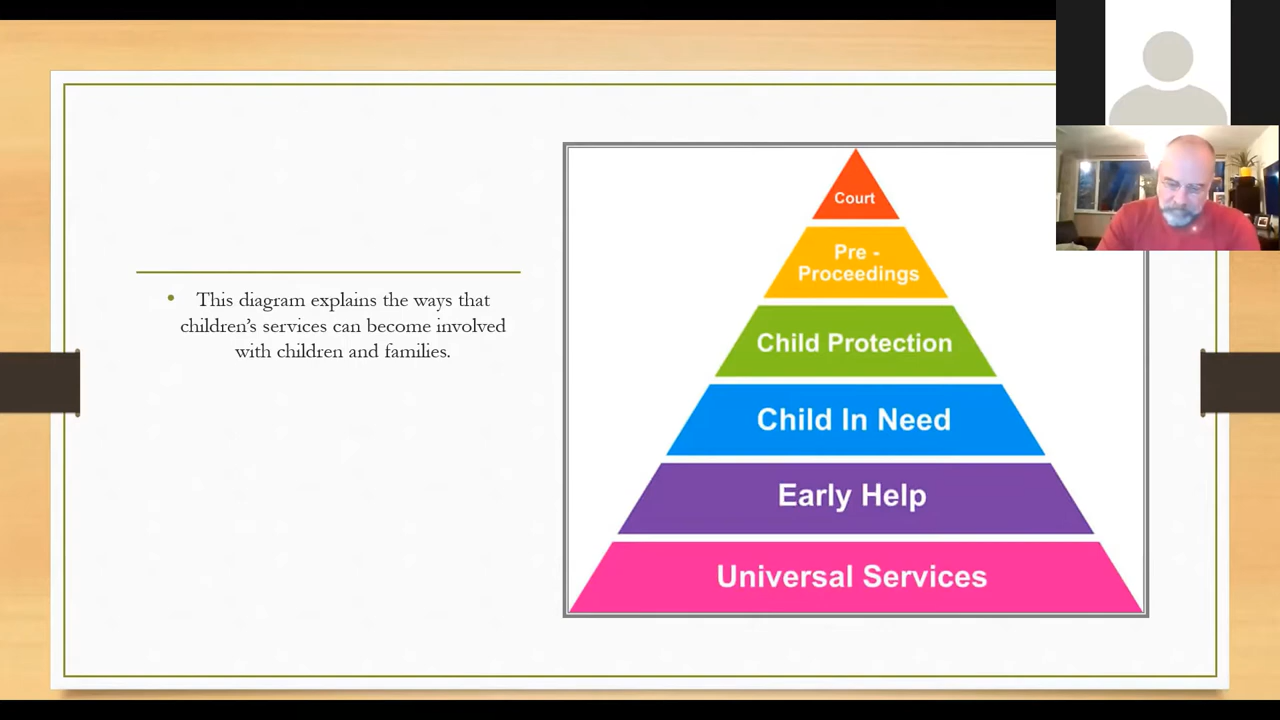 • This diagram explains the ways that
children’s services can become involved
with children and families.
Court
Pre -
Proceedings
Child Protection
Child In Need
Early Help
Universal Services